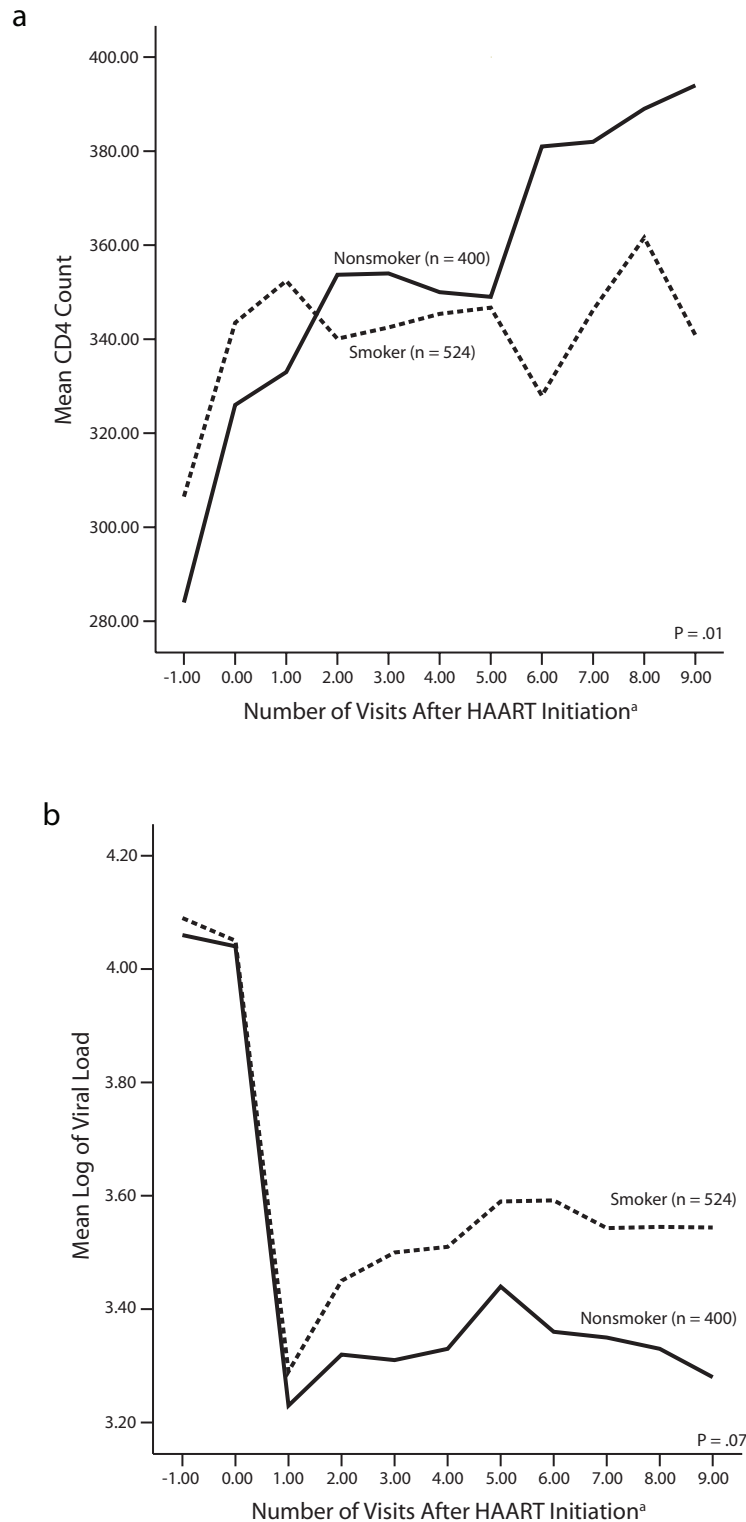 a
400.00
380.00
360.00
340.00
320.00
300.00
280.00
Mean CD4 Count
Nonsmoker (n = 400)
Smoker (n = 524)
P = .01
-1.00 0.00 1.00 2.00 3.00 4.00 5.00 6.00 7.00 8.00 9.00
Number of Visits After HAART Initiationa
b
4.20
4.00
3.80
3.60
3.40
3.20
Mean Log of Viral Load
Smoker (n = 524)
Nonsmoker (n = 400)
P = .07
-1.00 0.00 1.00 2.00 3.00 4.00 5.00 6.00 7.00 8.00 9.00
Number of Visits After HAART Initiationa